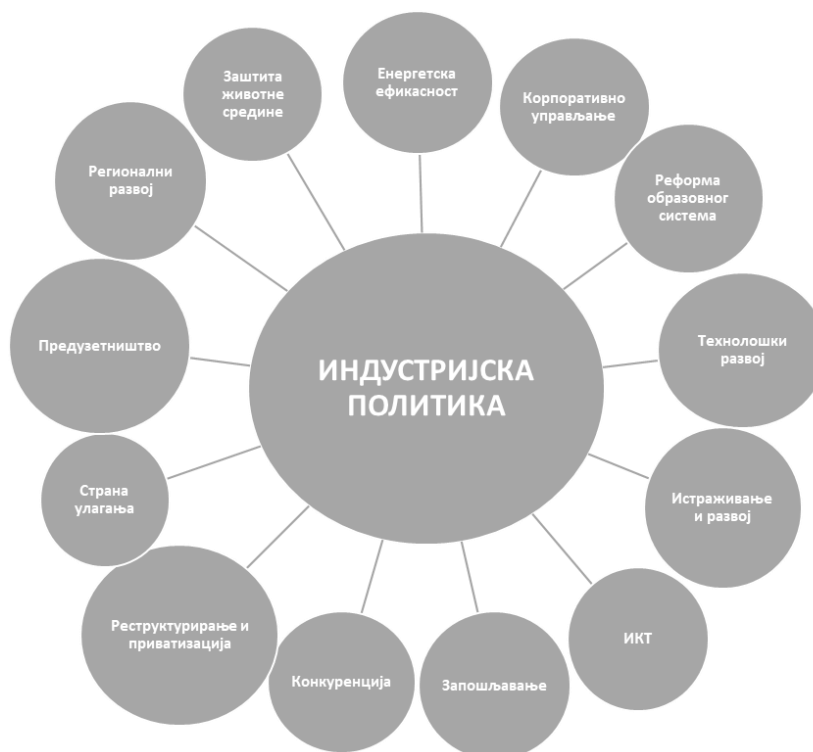 Енергетска
ефикасност
Корпоративно
управљање
Реформа
образовног
система
Технолошки
развој
Истраживање
и развој
ИКТ
Запошљавање
Конкуренција
Реструктурирање и
приватизација
Страна
улагања
Предузетништво
Регионални
развој
Заштита
животне
средине
ИНДУСТРИЈСКА
ПОЛИТИКА